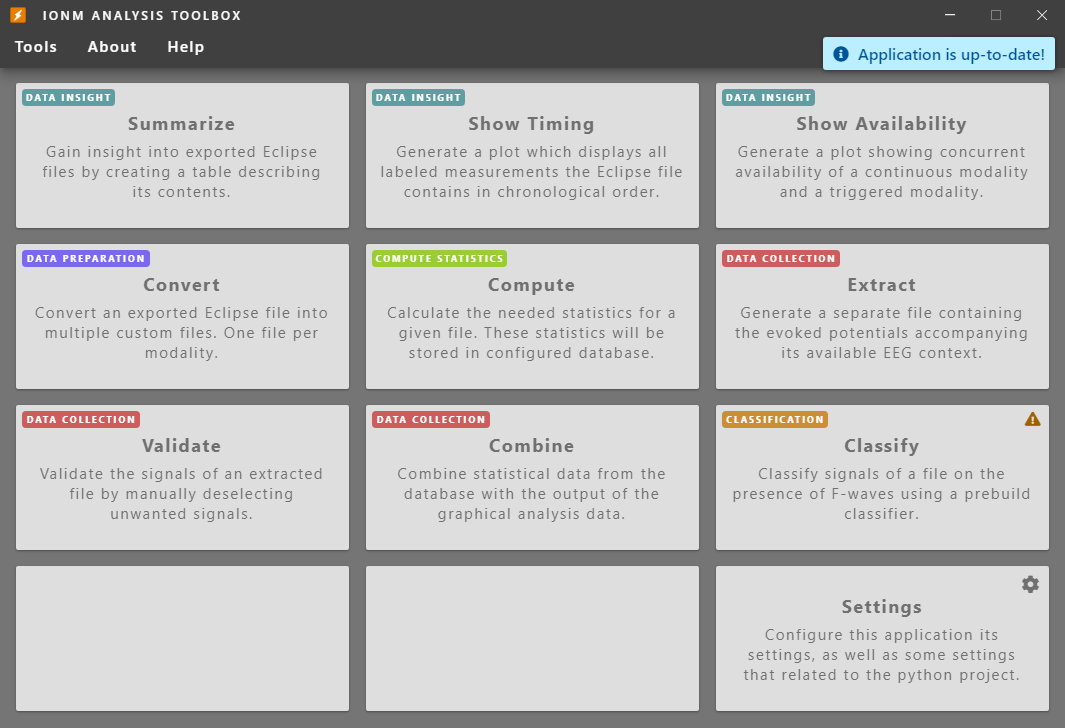 IONM ANALYSIS TOOLBOX
Tools About Help
Application is up-to-date!
DATA INSIGHT
Summarize
Gain insight into exported Eclipse
files by creating a table describing
its contents.
DATA INSIGHT
Show Timing
Generate a plot which displays all
labeled measurements the Eclipse file
contains in chronological order.
DATA INSIGHT
Show Availability
Generate a plot showing concurrent
availability of a continuous modality
and a triggered modality.
DATA PREPARATION
Convert
Convert an exported Eclipse file into
multiple custom files. One file per
modality.
COMPUTE STATISTICS
Compute
Calculate the needed statistics for a
given file. These statistics will be
stored in configured database.
DATA COLLECTION
Extract
Generate a separate file containing
the evoked potentials accompanying
its available EEG context.
DATA COLLECTION
Validate
Validate the signals of an extracted
file by manually deselecting
unwanted signals.
DATA COLLECTION
Combine
Combine statistical data from the
database with the output of the
graphical analysis data.
CLASSIFICATION
Classify
Classify signals of a file on the
presence of F-waves using a prebuild
classifier.
Settings
Configure this application its
settings, as well as some settings
that related to the python project.